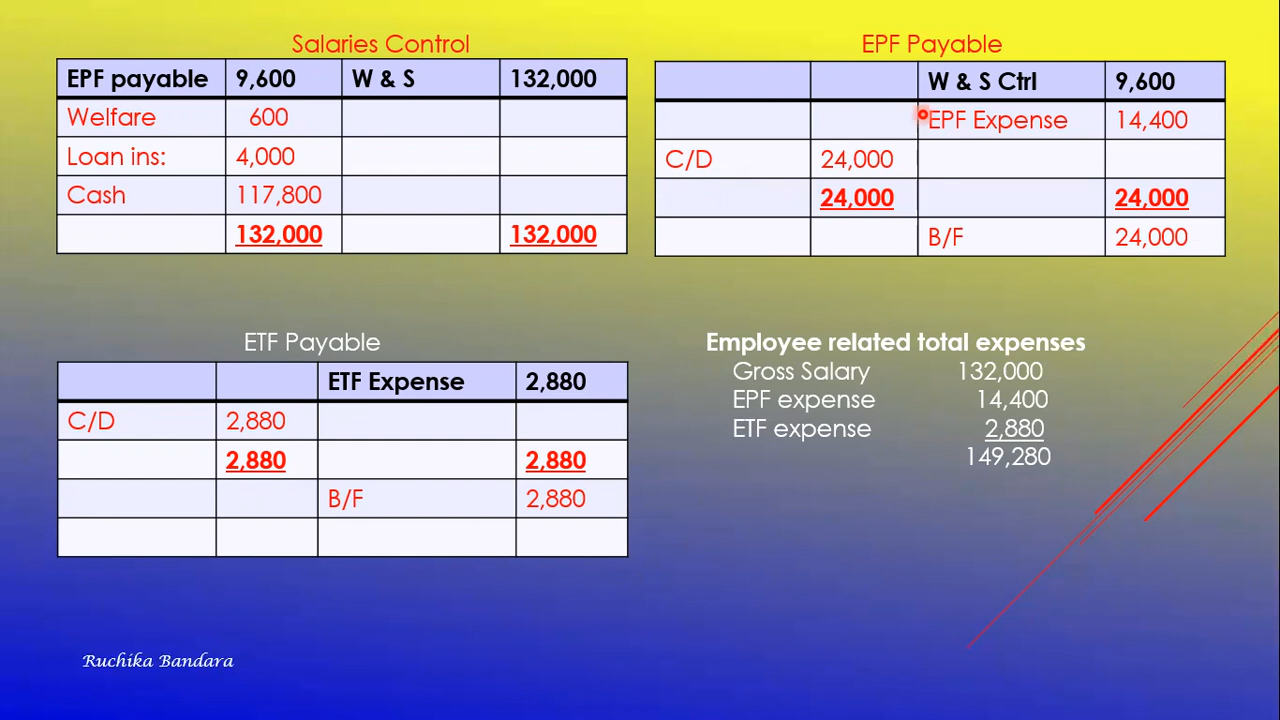 Salaries Control
EPF payable 9,600 W & S 132,000
Welfare 600
Loan ins: 4,000
Cash 117,800
132,000 132,000
EPF Payable
W & S Ctrl 9,600
EPF Expense 14,400
C/D 24,000
24,000 24,000
B/F 24,000
ETF Payable
ETF Expense 2,880
C/D 2,880
2,880 2,880
B/F 2,880
Employee related total expenses
Gross Salary 132,000
EPF expense 14,400
ETF expense 2,880
149,280
Ruchika Bandara